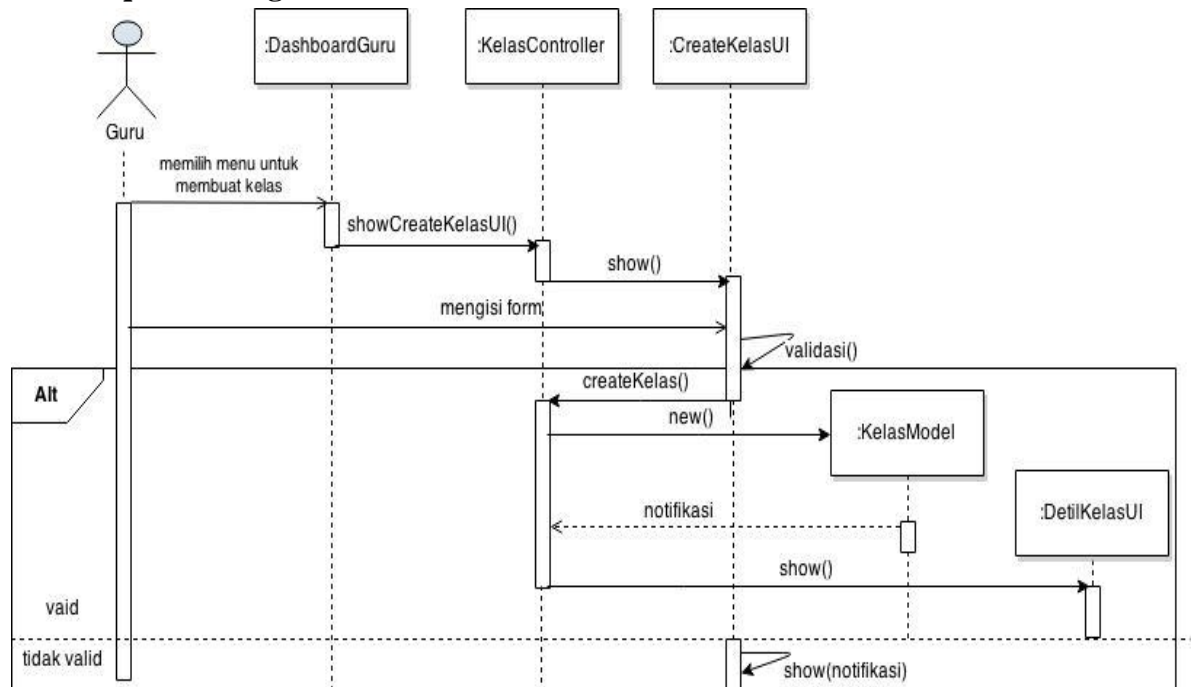 :DashboardGuru
:KelasController
:CreateKelasUI
Guru
memilih menu untuk
membuat kelas
showCreateKelasUI()
show()
mengisi form
validasi()
Alt
createKelas()
new()
:KelasModel
notifikasi
:DetilKelasUI
show()
vaid
tidak valid
show(notifikasi)